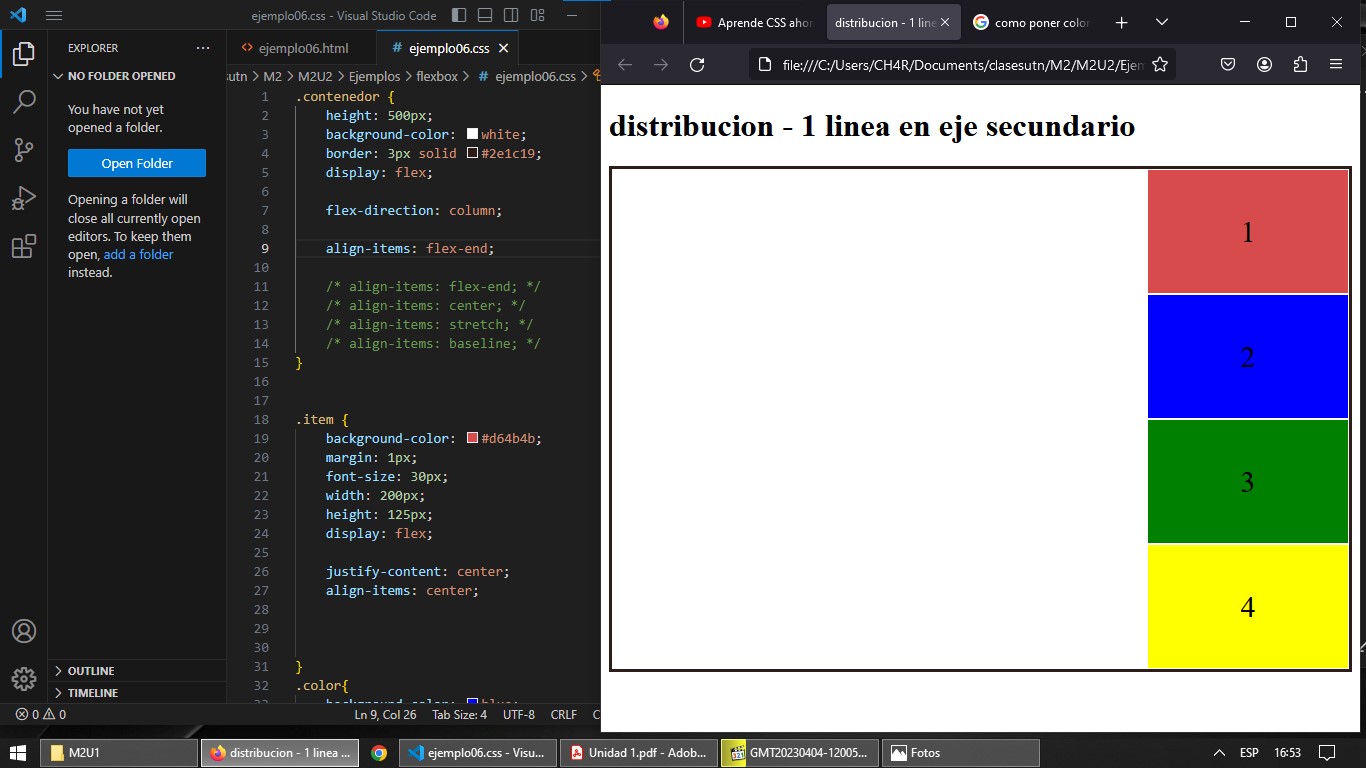 ejemplo06.css - Visual Studio Code
EXPLORER
NO FOLDER OPENED
You have not yet
opened a folder.
Open Folder
Opening a folder will
close all currently open
editors. To keep them
open, add a folder
instead.
OUTLINE
TIMELINE
ejemplo06.html
# ejemplo06.css
sutn > M2 > M2U2 > Ejemplos > flexbox > # ejemplo06.css >
1 .contenedor {
2 height: 500px;
3 background-color: white;
4 border: 3px solid #2e1c19;
5 display: flex;
6
7 flex-direction: column;
8
9 align-items: flex-end;
10
11 /* align-items: flex-end; */
12 /* align-items: center; */
13 /* align-items: stretch; */
14 /* align-items: baseline; */
15 }
16
17
18 .item {
19 background-color: #d64b4b;
20 margin: 1px;
21 font-size: 30px;
22 width: 200px;
23 height: 125px;
24 display: flex;
25
26 justify-content: center;
27 align-items: center;
28
29
30
31 }
32 .color{
33 background-color: blue;
0 0
Ln 9, Col 26
Tab Size: 4
UTF-8
CRLF
C
Aprende CSS ahor
distribucion - 1 line
como poner color
file:///C:/Users/CH4R/Documents/clasesutn/M2/M2U2/Ejem
distribucion - 1 linea en eje secundario
1
2
3
4
M2U1
distribucion - 1 linea ...
ejemplo06.css - Visu...
Unidad 1.pdf - Adob...
GMT20230404-12005...
Fotos
ESP
16:53